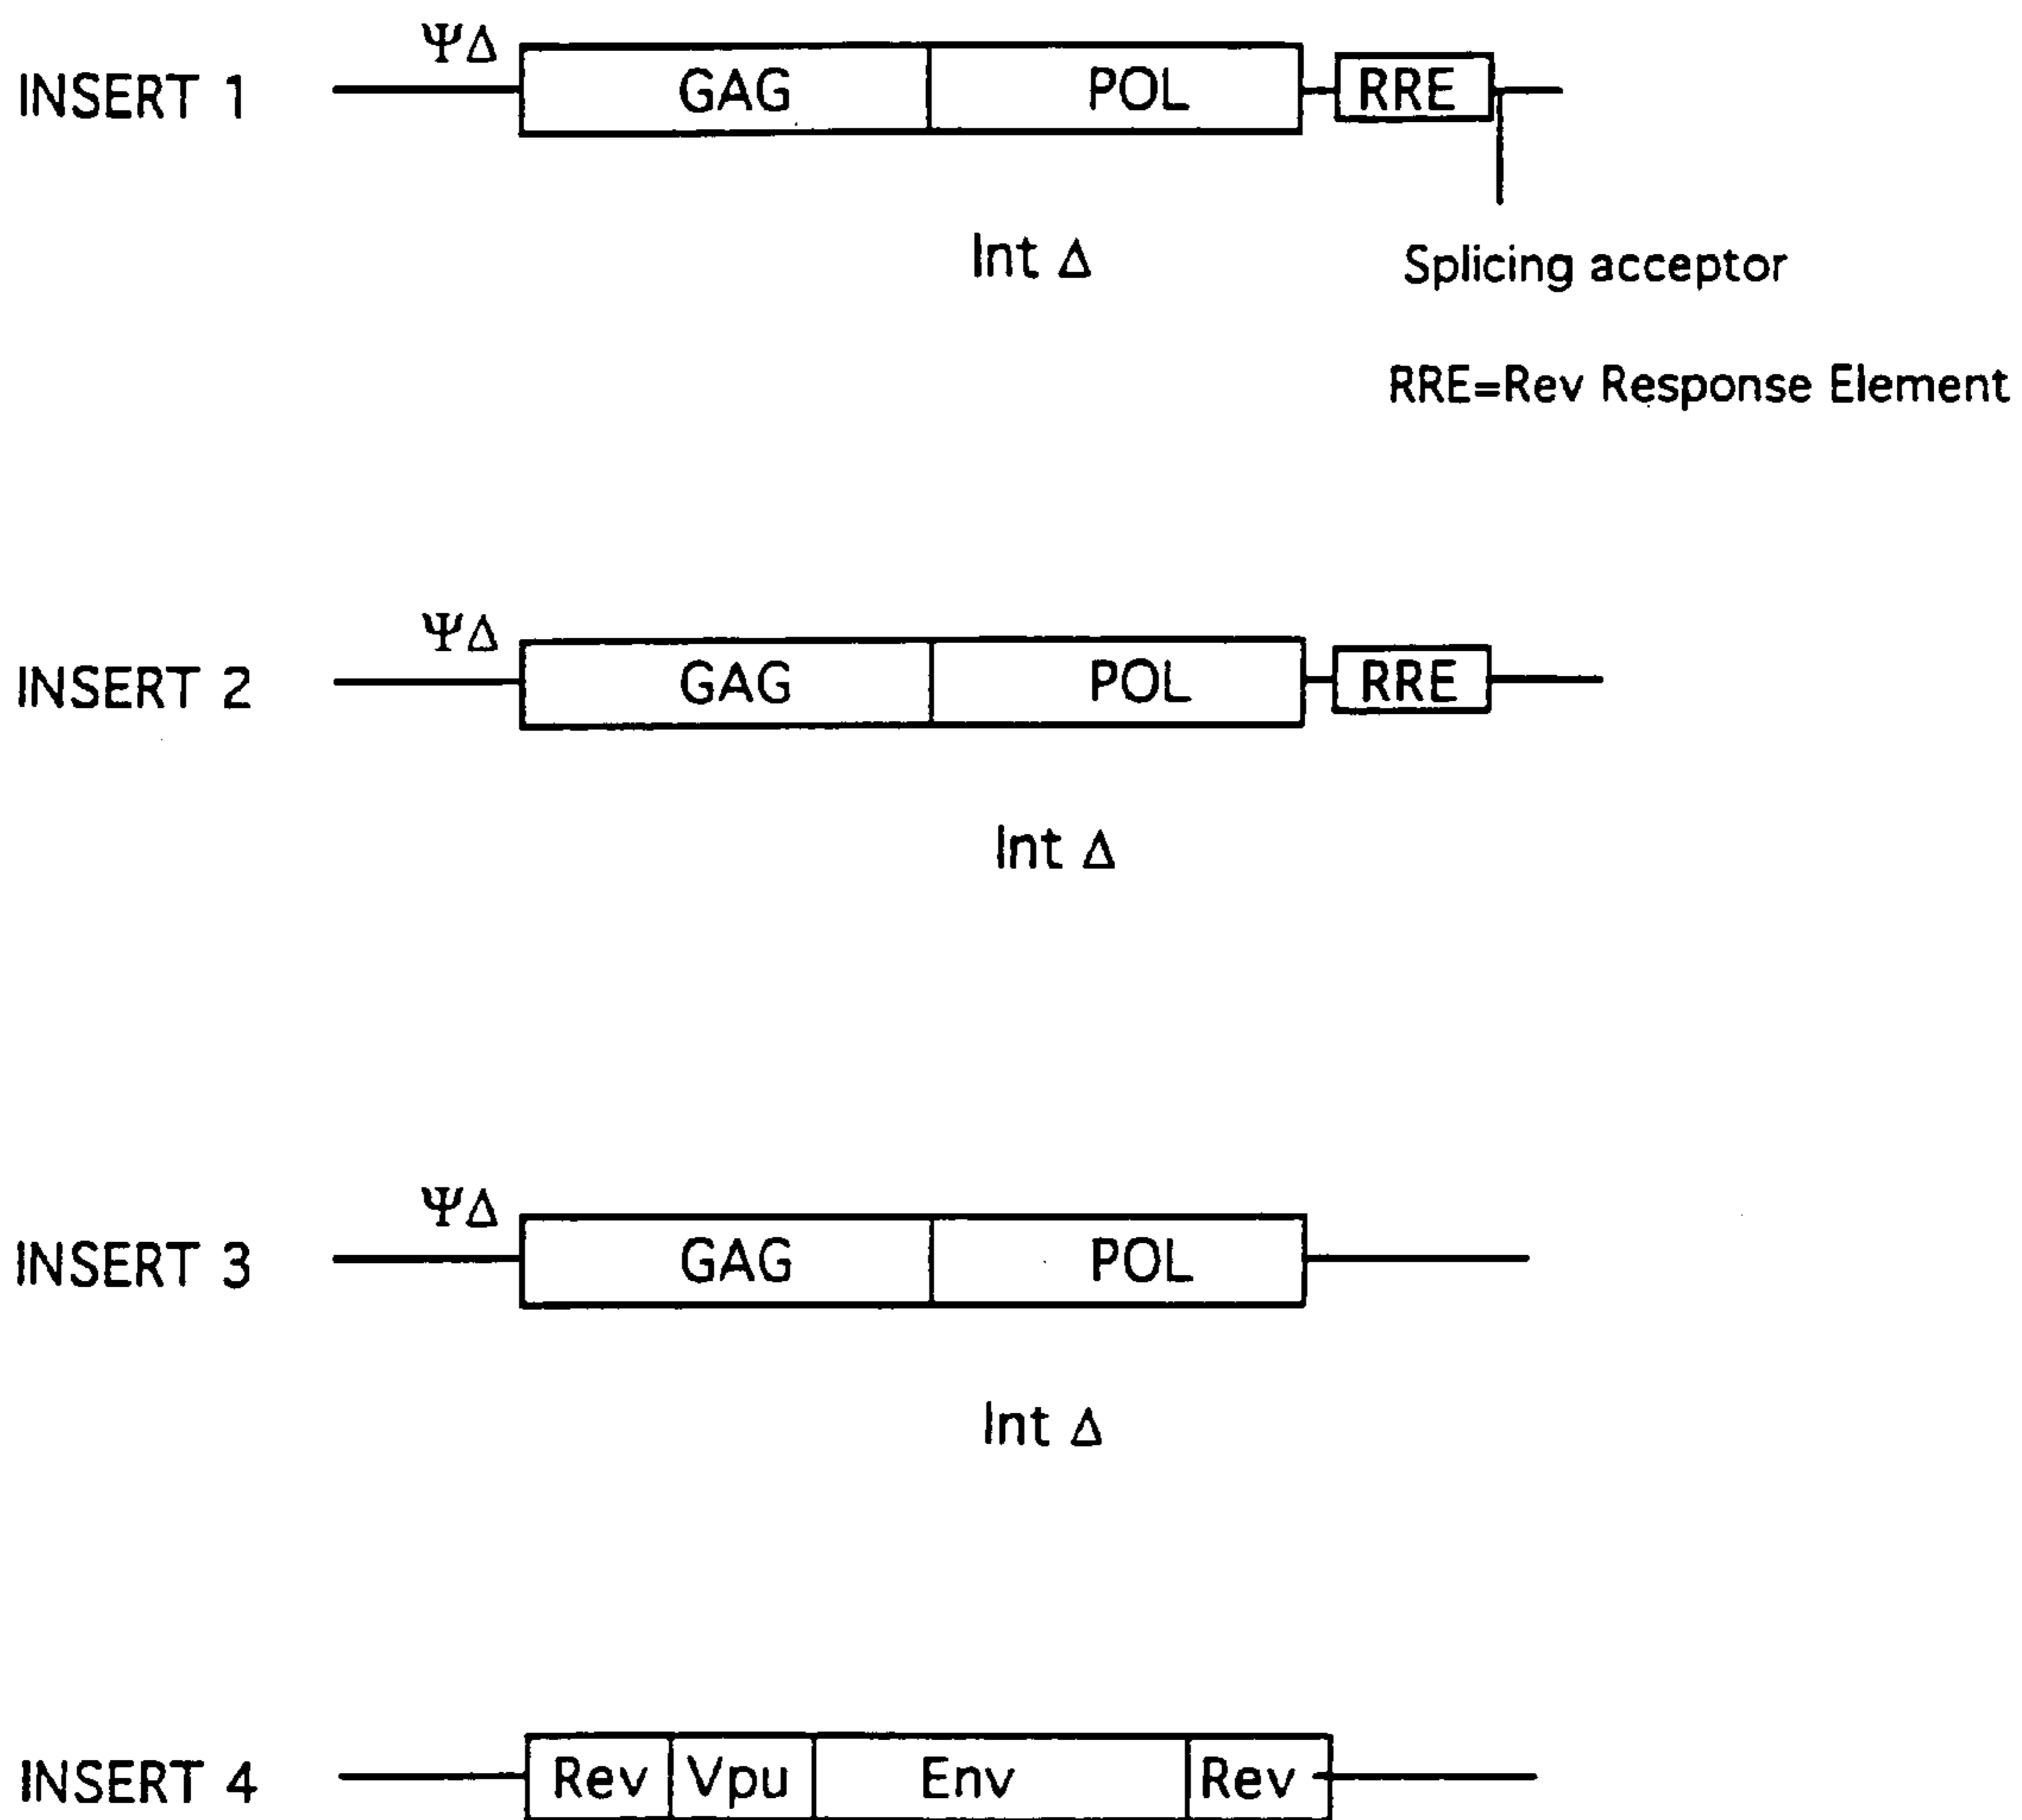 ΨΔ
INSERT 1 GAG POL RRE
Int Δ Splicing acceptor
RRE=Rev Response Element
ΨΔ
INSERT 2 GAG POL RRE
Int Δ
ΨΔ
INSERT 3 GAG POL
Int Δ
INSERT 4 Rev Vpu Env Rev